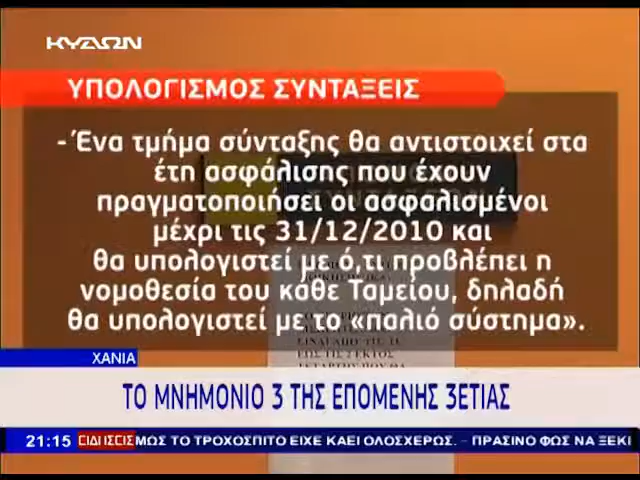 ΚΥΔΩΝ
ΥΠΟΛΟΓΙΣΜΟΣ ΣΥΝΤΑΞΕΙΣ
- Ένα τμήμα σύνταξης θα αντιστοιχεί στα
έτη ασφάλισης που έχουν
πραγματοποιήσει οι ασφαλισμένοι
μέχρι τις 31/12/2010 και
θα υπολογιστεί με ό,τι προβλέπει η
νομοθεσία του κάθε Ταμείου, δηλαδή
θα υπολογιστεί με το «παλιό σύστημα».
ΧΑΝΙΑ
ΤΟ ΜΝΗΜΟΝΙΟ 3 ΤΗΣ ΕΠΟΜΕΝΗΣ 3ΕΤΙΑΣ
21:15 ΜΩΣ ΤΟ ΤΡΟΧΟΣΠΙΤΟ ΕΙΧΕ ΚΑΕΙ ΟΛΟΣΧΕΡΩΣ. – ΠΡΑΣΙΝΟ ΦΩΣ ΝΑ ΞΕΚΙ